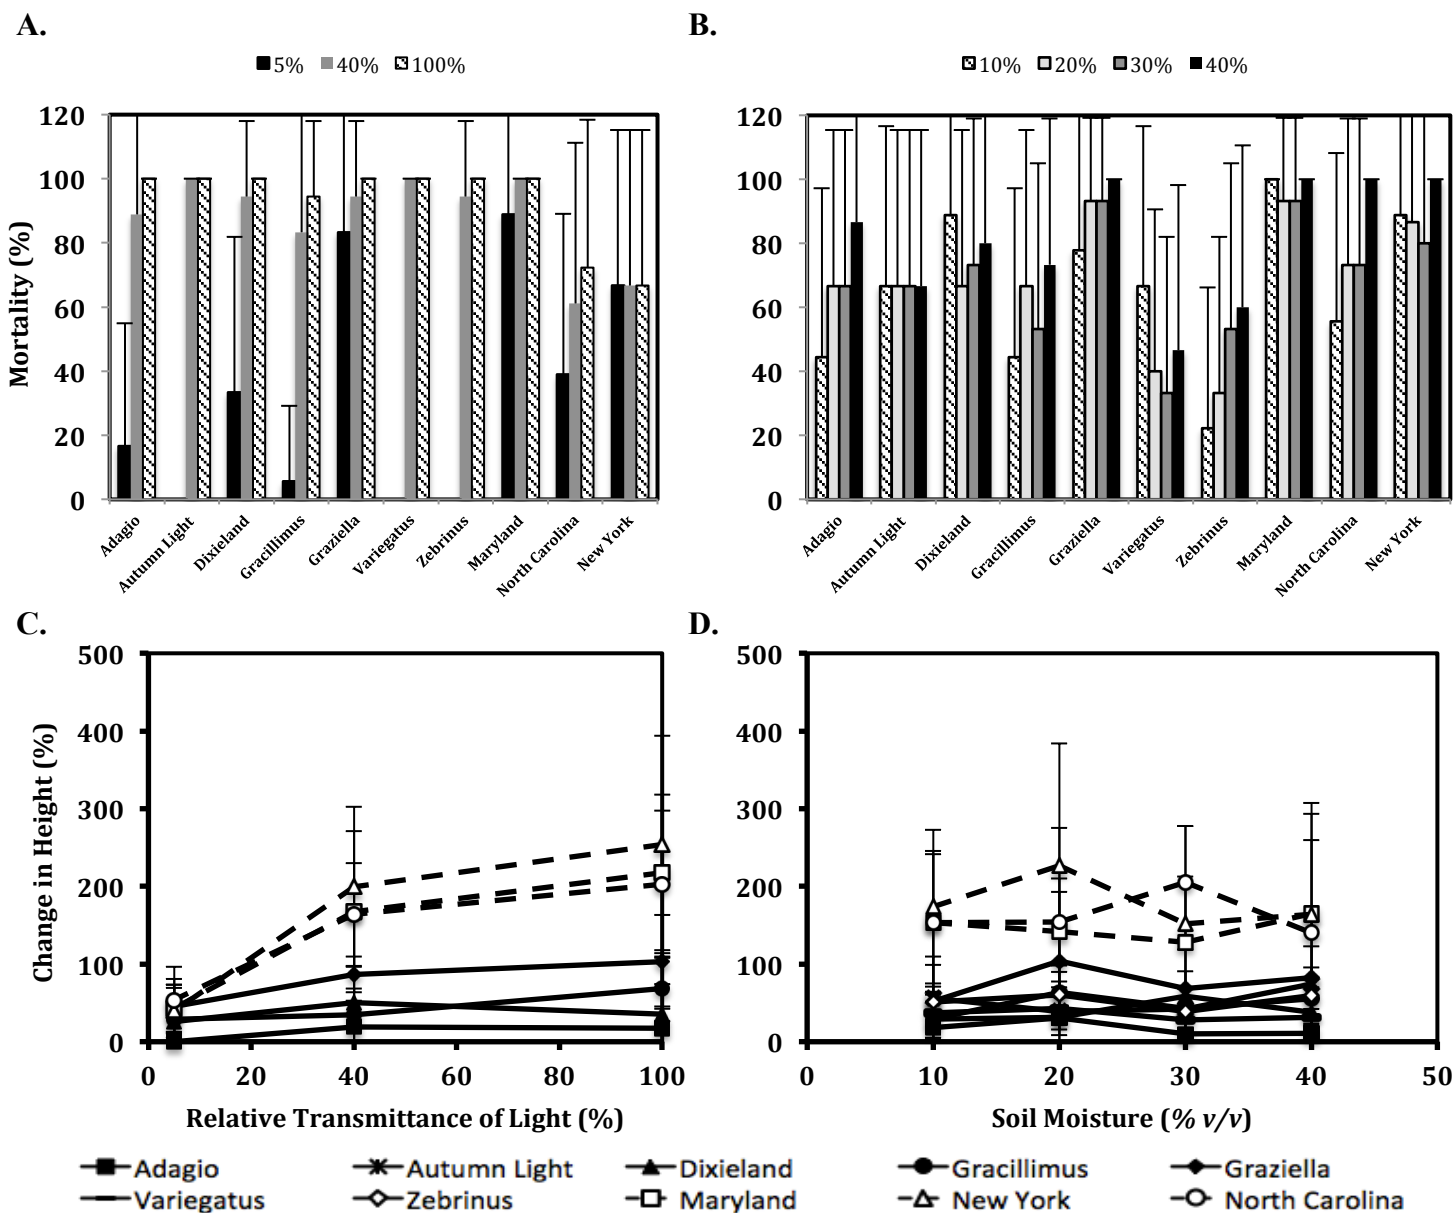 A.
5% 40% 100%
Mortality (%)
120
100
80
60
40
20
0
Adagio
Autumn Light
Dixieland
Gracillimus
Graziella
Variegatus
Zebrinus
Maryland
North Carolina
New York
B.
10% 20% 30% 40%
120
100
80
60
40
20
0
Adagio
Autumn Light
Dixieland
Gracillimus
Graziella
Variegatus
Zebrinus
Maryland
North Carolina
New York
C.
Change in Height (%)
500
400
300
200
100
0
0 20 40 60 80 100
Relative Transmittance of Light (%)
D.
500
400
300
200
100
0
0 10 20 30 40 50
Soil Moisture (% v/v)
Adagio Autumn Light Dixieland Gracillimus Graziella
Variegatus Zebrinus Maryland New York North Carolina